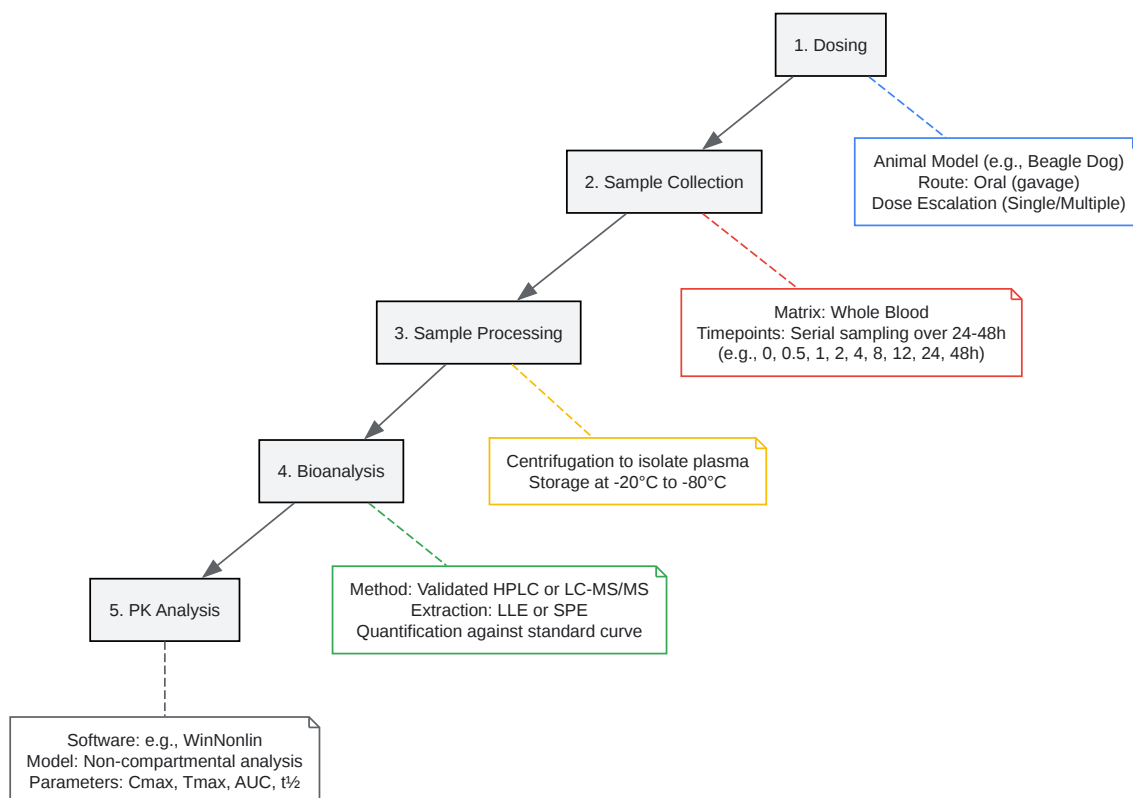 1. Dosing
Animal Model (e.g., Beagle Dog)
Route: Oral (gavage)
Dose Escalation (Single/Multiple)
2. Sample Collection
Matrix: Whole Blood
Timepoints: Serial sampling over 24-48h
(e.g., 0, 0.5, 1, 2, 4, 8, 12, 24, 48h)
3. Sample Processing
Centrifugation to isolate plasma
Storage at -20°C to -80°C
4. Bioanalysis
Method: Validated HPLC or LC-MS/MS
Extraction: LLE or SPE
Quantification against standard curve
5. PK Analysis
Software: e.g., WinNonlin
Model: Non-compartmental analysis
Parameters: Cmax, Tmax, AUC, t½